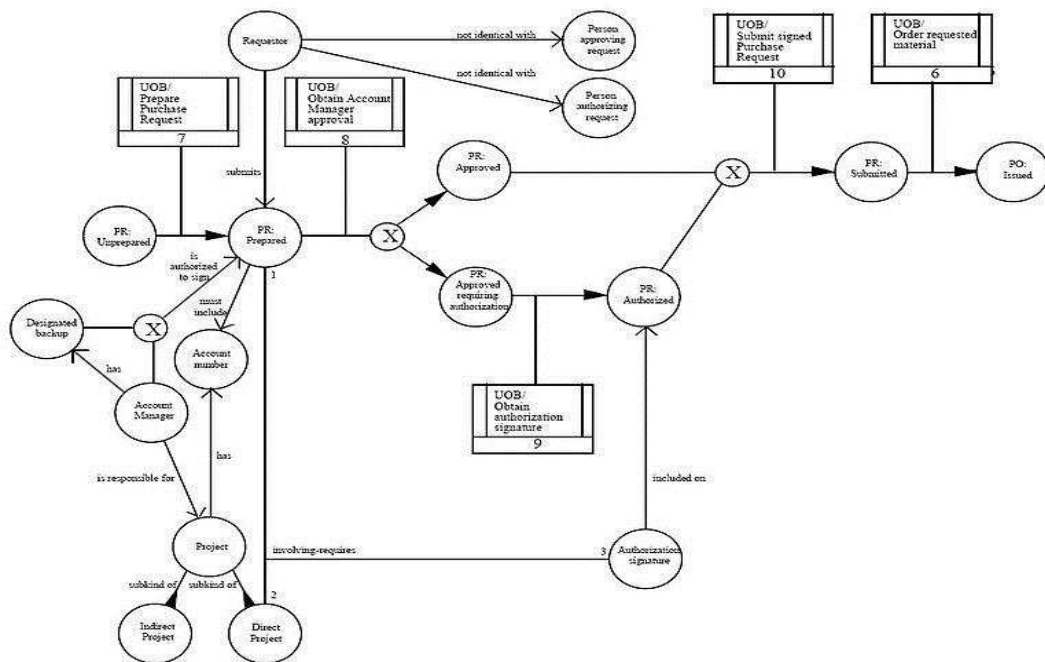 Requestor
not identical with
Person
approving
request
not identical with
Person
authorizing
request
UOB/
Submit signed
Purchase
Request
10
UOB/
Order requested
material
6
UOB/
Prepare
Purchase
Request
7
UOB/
Obtain Account
Manager
approval
8
submits
PR:
Approved
X
PR:
Submitted
PO:
Issued
PR:
Unprepared
PR:
Prepared
X
1
is
authorized
to sign
PR:
Approved
requiring
authorization
PR:
Authorized
must
include
Designated
backup
X
Account
number
has
Account
Manager
UOB/
Obtain
authorization
signature
9
has
is responsible for
included on
Project
involving-requires
3
Authorization
signature
subkind of
subkind of
2
Indirect
Project
Direct
Project